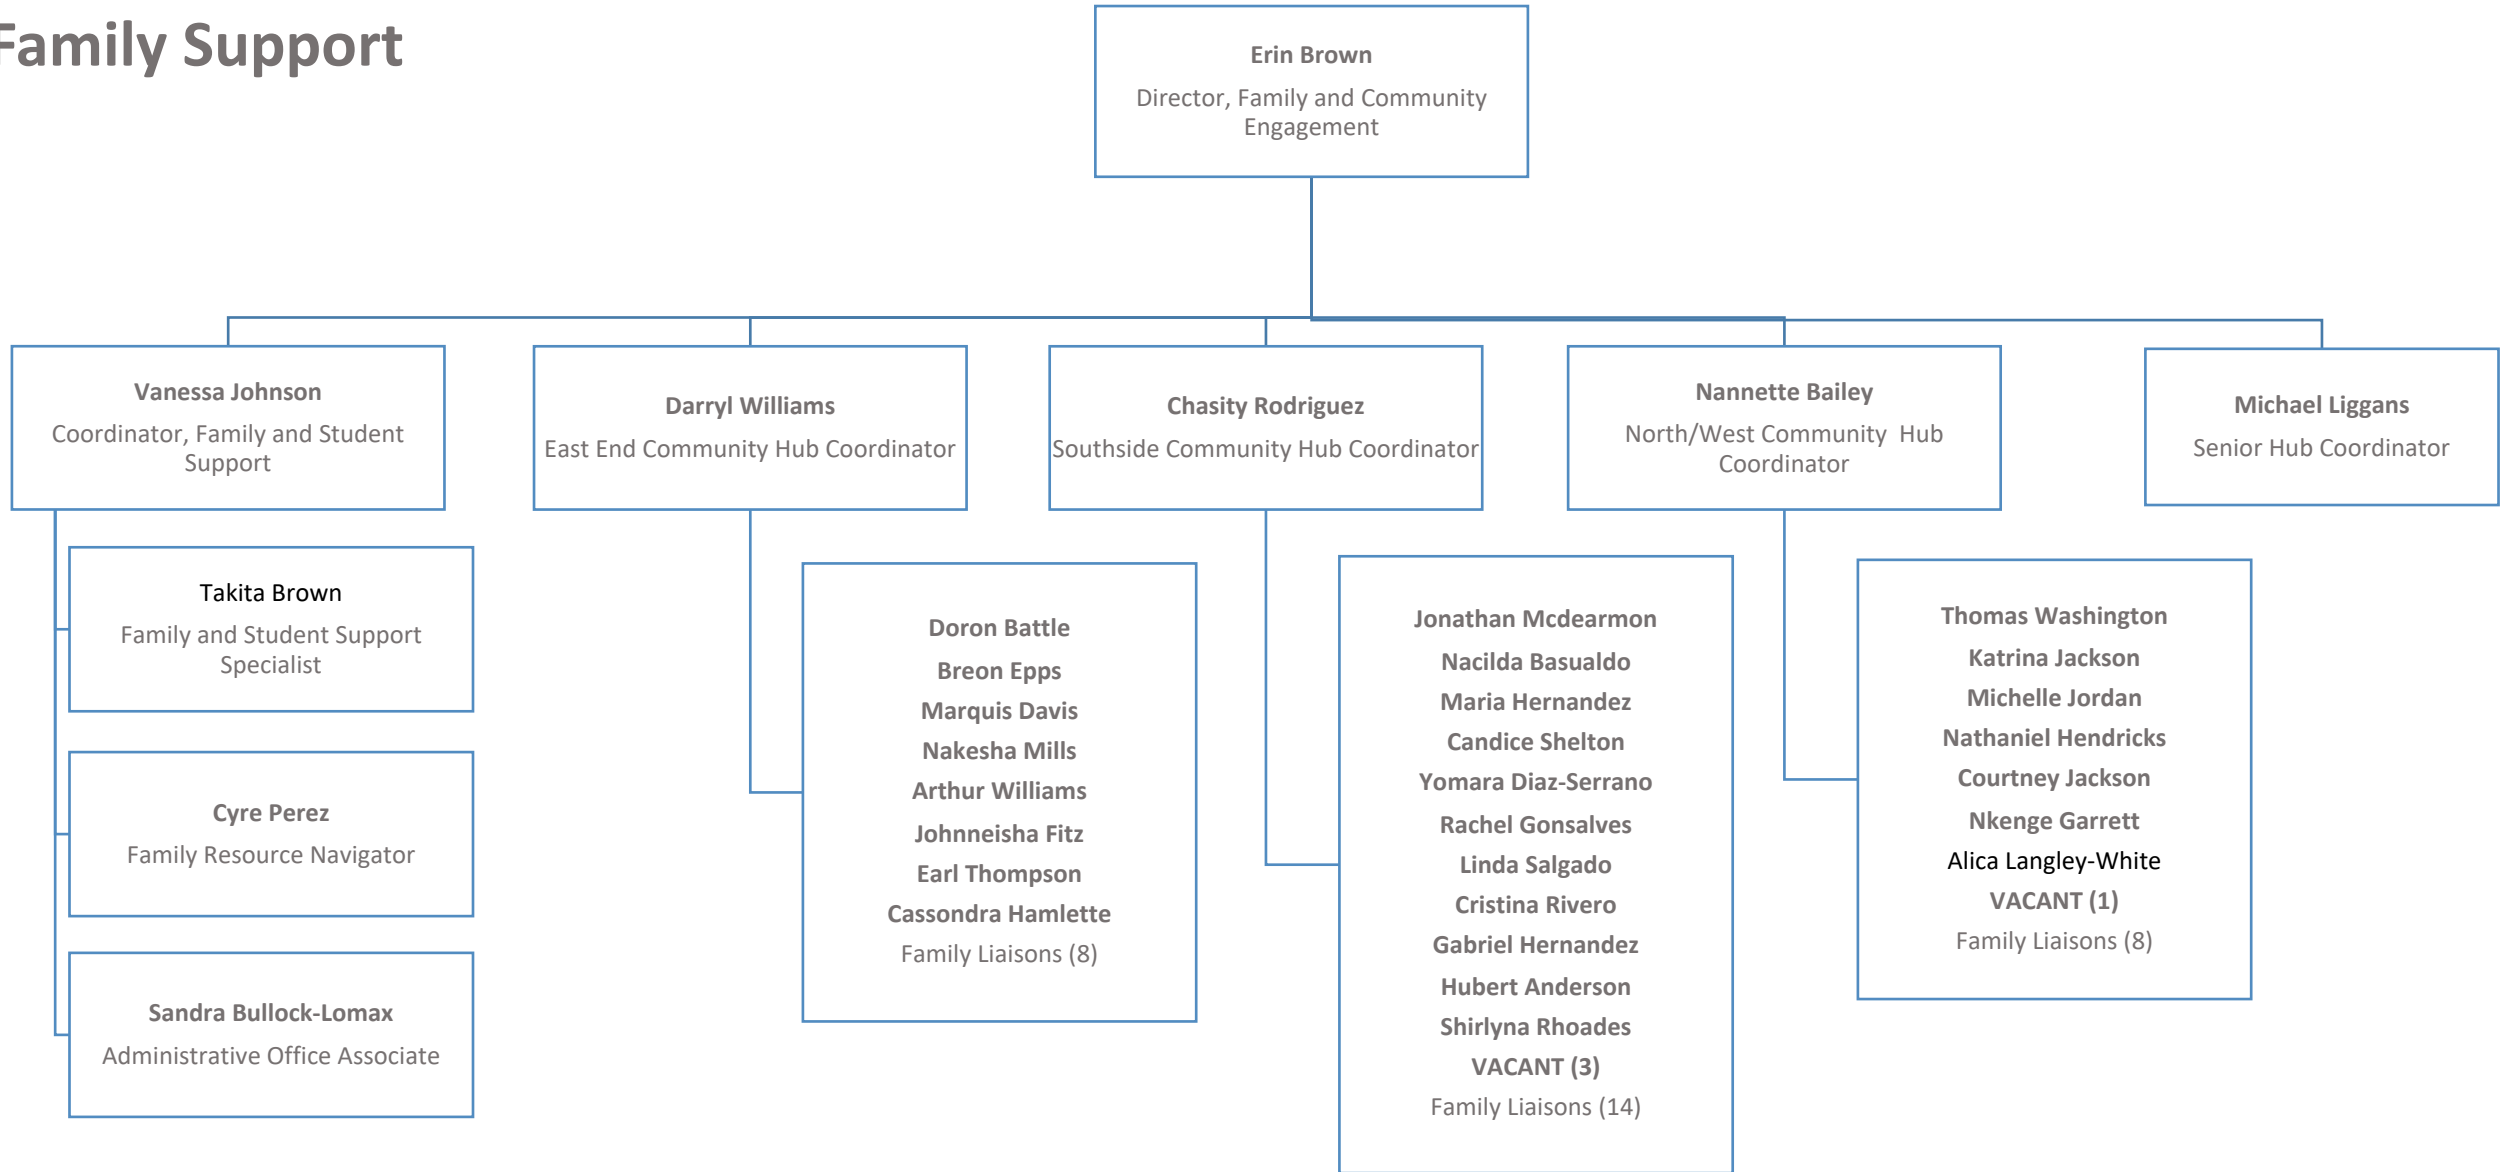 Family Support
Erin Brown
Director, Family and Community
Engagement
Vanessa Johnson
Coordinator, Family and Student
Support
Darryl Williams
East End Community Hub Coordinator
Chasity Rodriguez
Southside Community Hub Coordinator
Nannette Bailey
North/West Community  Hub
Coordinator
Michael Liggans
Senior Hub Coordinator
Takita Brown
Family and Student Support
Specialist
Cyre Perez
Family Resource Navigator
Sandra Bullock-Lomax
Administrative Office Associate
Doron Battle
Breon Epps
Marquis Davis
Nakesha Mills
Arthur Williams
Johnneisha Fitz
Earl Thompson
Cassondra Hamlette
Family Liaisons (8)
Jonathan Mcdearmon
Nacilda Basualdo
Maria Hernandez
Candice Shelton
Yomara Diaz-Serrano
Rachel Gonsalves
Linda Salgado
Cristina Rivero
Gabriel Hernandez
Hubert Anderson
Shirlyna Rhoades
VACANT (3)
Family Liaisons (14)
Thomas Washington
Katrina Jackson
Michelle Jordan
Nathaniel Hendricks
Courtney Jackson
Nkenge Garrett
Alica Langley-White
VACANT (1)
Family Liaisons (8)